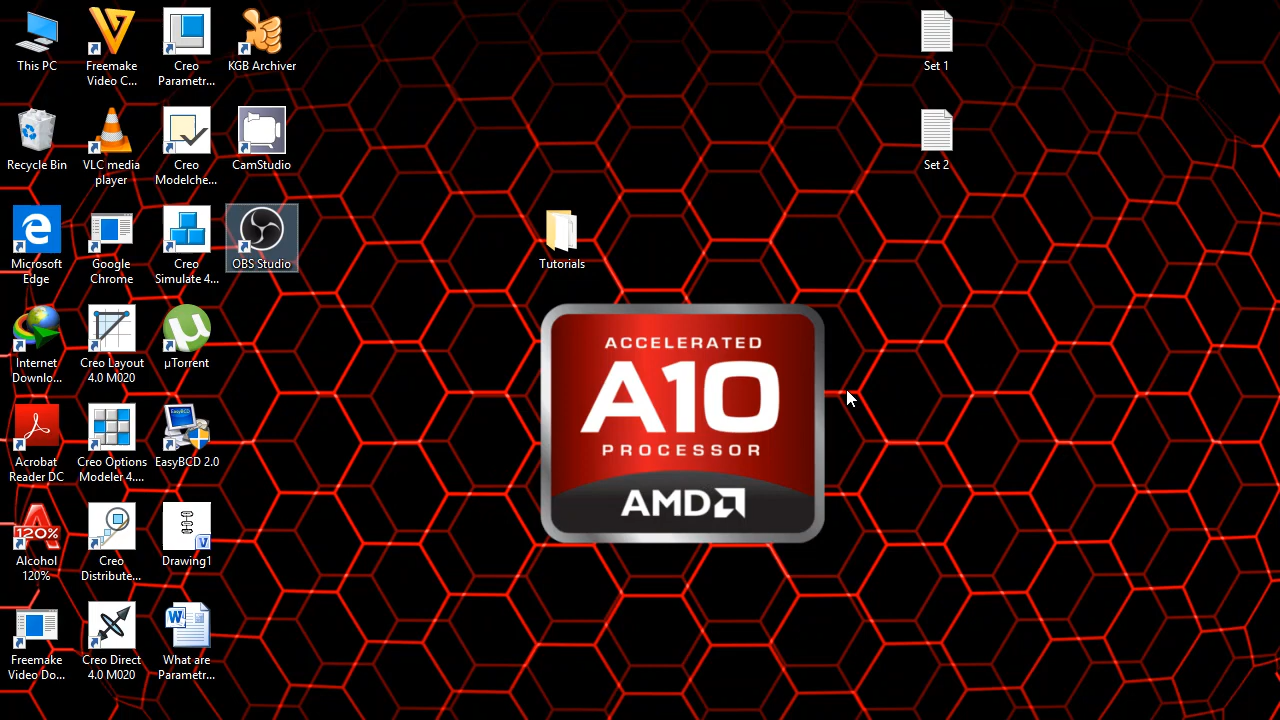 This PC
Freemake
Video C...
Creo
Parametr...
KGB Archiver
Set 1
Recycle Bin
VLC media
player
Creo
Modelche...
CamStudio
Set 2
Microsoft
Edge
Google
Chrome
Creo
Simulate 4...
OBS Studio
Tutorials
Internet
Downlo...
Creo Layout
4.0 M020
µTorrent
ACCELERATED
A10
PROCESSOR
AMD
Acrobat
Reader DC
Creo Options
Modeler 4....
EasyBCD
EasyBCD 2.0
120%
Alcohol
120%
Creo
Distribute...
Drawing1
Freemake
Video Do...
Creo Direct
4.0 M020
What are
Parametr...